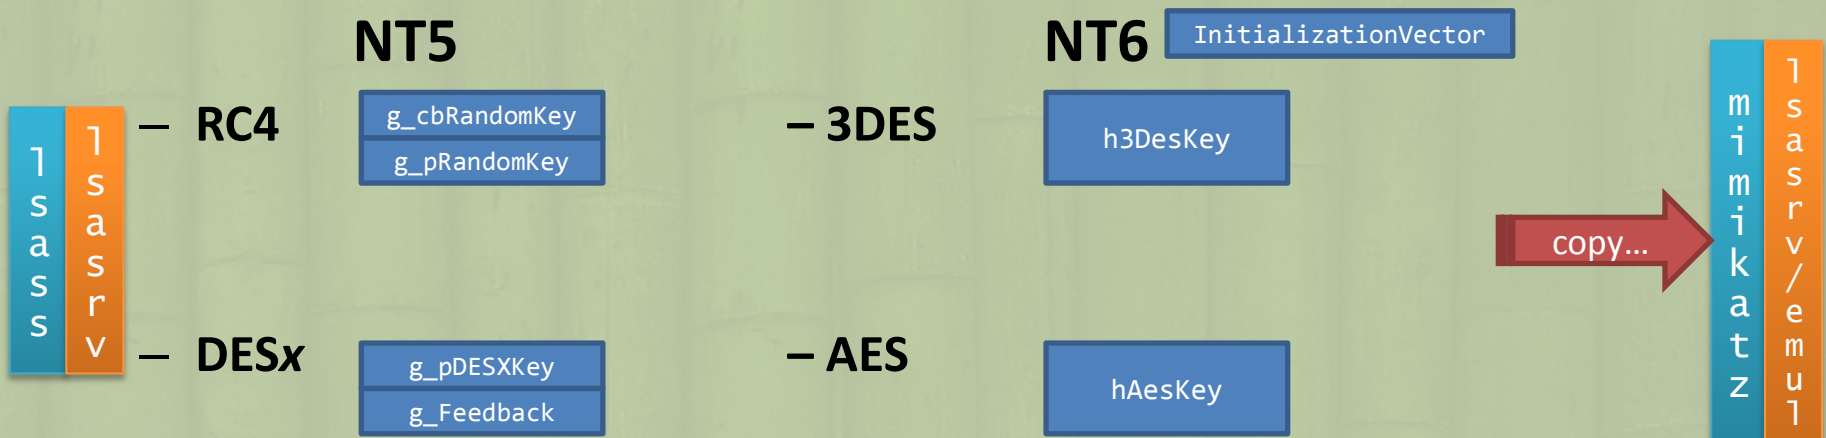 NT5
NT6
InitializationVector
lsass
lsasrv
– RC4
g_cbRandomKey
g_pRandomKey
– DESx
g_pDESXKey
g_Feedback
– 3DES
h3DesKey
– AES
hAesKey
copy…
mimikatz
lsasrv/emul